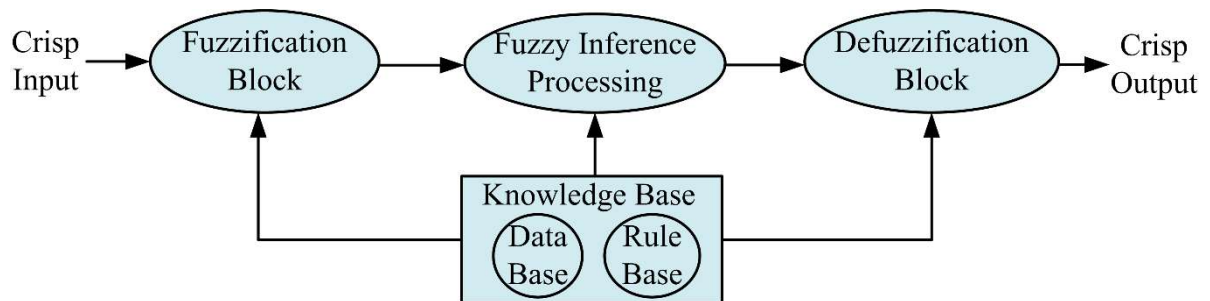 Crisp
Input
Fuzzification
Block
Fuzzy Inference
Processing
Defuzzification
Block
Crisp
Output
Knowledge Base
Data
Base
Rule
Base